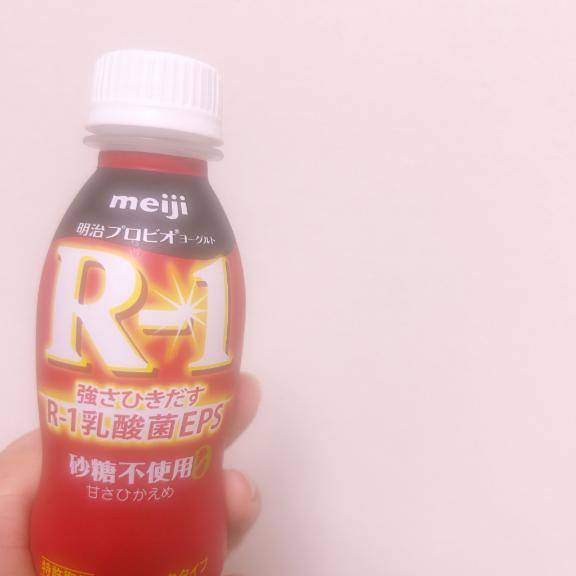 meiji
明治プロビオヨーグルト
R-1
強さひきだす
R-1乳酸菌EPS
砂糖不使用
甘さひかえめ